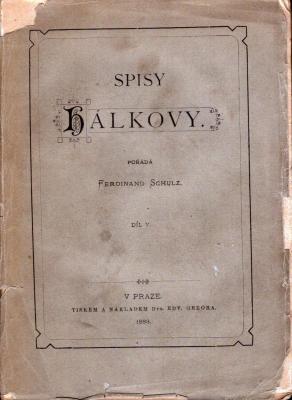 SPISY
HÁLKOVY.
POŘÁDÁ
FERDINAND SCHULZ.
DÍL V.
V PRAZE.
TISKEM A NÁKLADEM Dra. EDV. GRÉGRA.